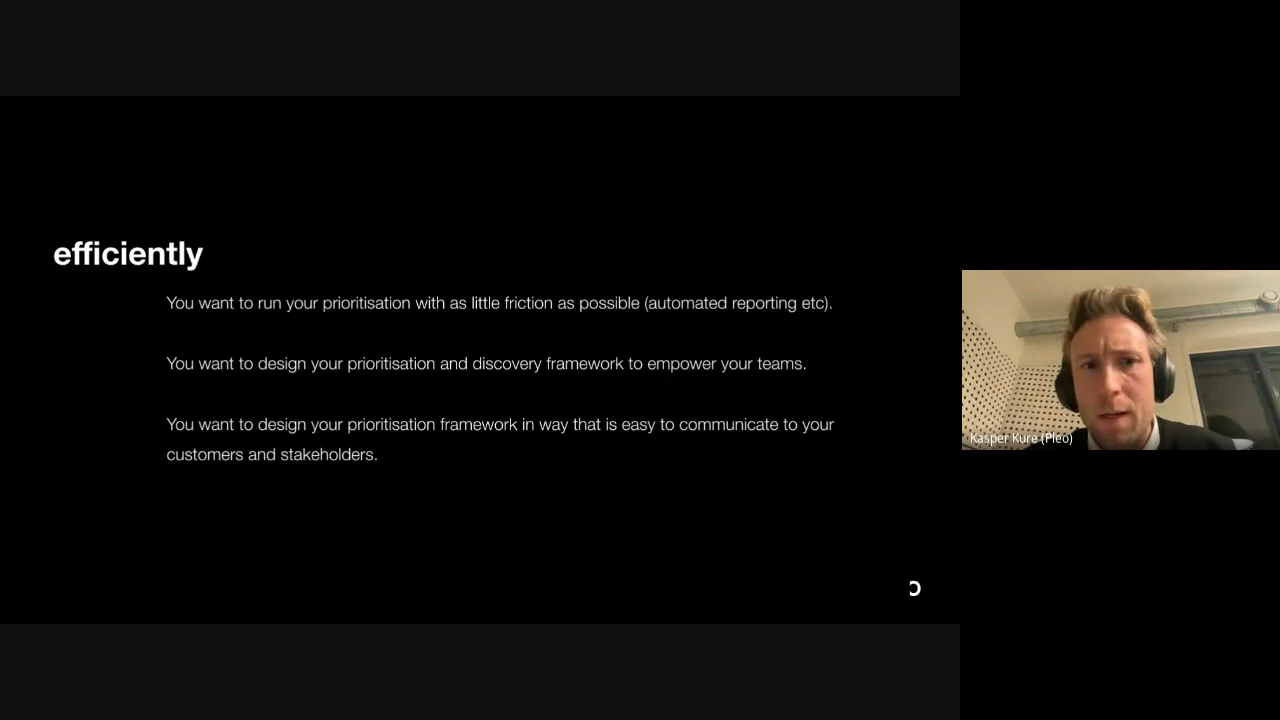 efficiently
You want to run your prioritisation with as little friction as possible (automated reporting etc).
You want to design your prioritisation and discovery framework to empower your teams.
You want to design your prioritisation framework in way that is easy to communicate to your
customers and stakeholders.
Kasper Kure (Pleo)